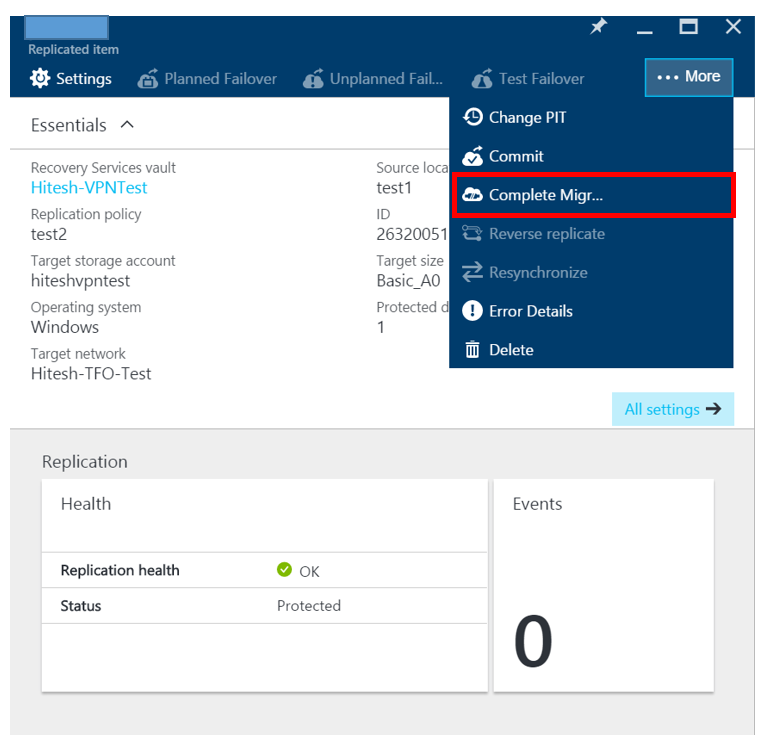 Replicated item
Settings Planned Failover Unplanned Fail... Test Failover ... More
Essentials
Change PIT
Commit
Complete Migr...
Reverse replicate
Resynchronize
Error Details
Delete
Recovery Services vault
Hitesh-VPNTest
Replication policy
test2
Target storage account
hiteshvpntest
Operating system
Windows
Target network
Hitesh-TFO-Test
Source loca
test1
ID
26320051
Target size
Basic_A0
Protected d
1
All settings
Replication
Health
Replication health OK
Status Protected
Events
0